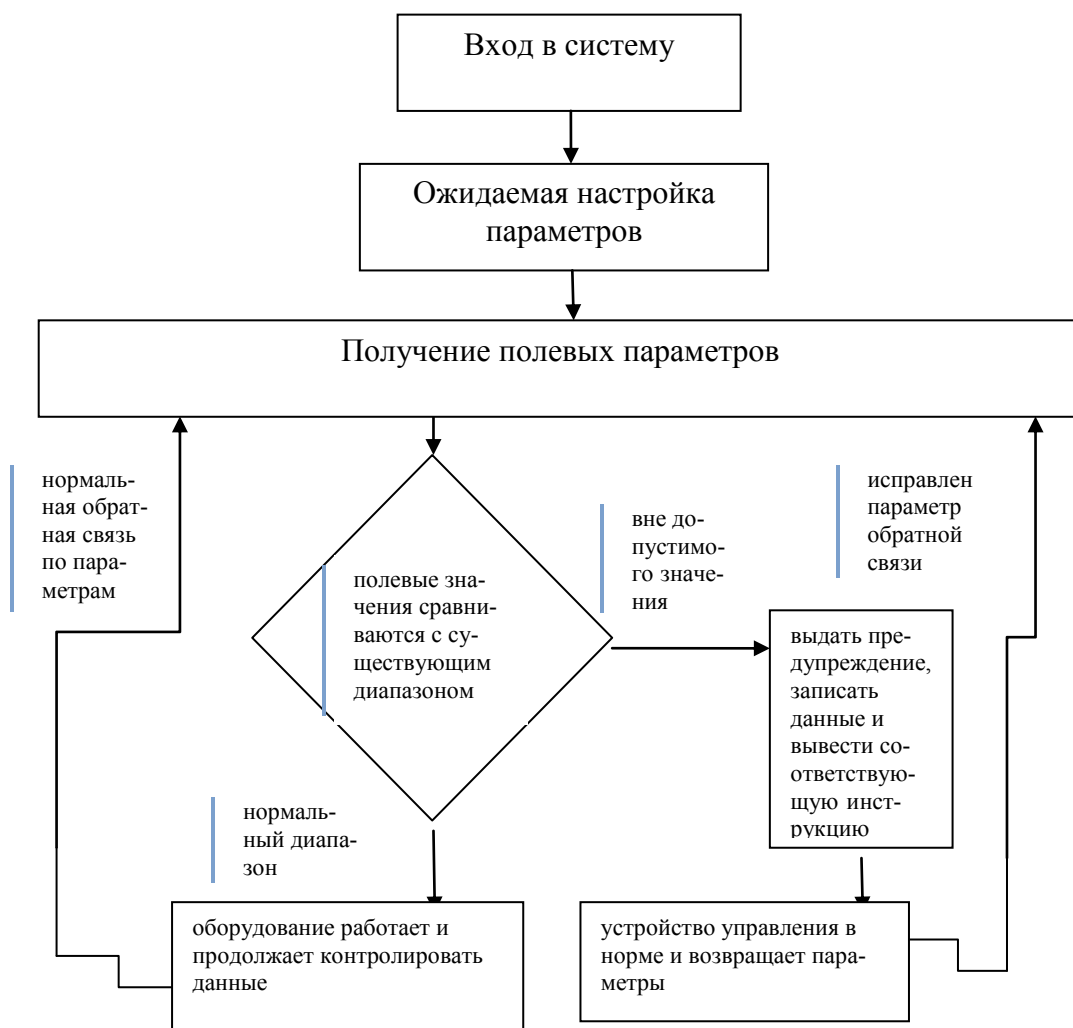 Вход в систему
Ожидаемая настройка
параметров
Получение полевых параметров
нормаль-
ная обрат-
ная связь
по пара-
метрам
полевые зна-
чения сравни-
ваются с су-
ществующим
диапазоном
вне до-
пустимо-
го значе-
ния
исправлен
параметр
обратной
связи
выдать пре-
дупреждение,
записать
данные и
вывести со-
ответствую-
щую инст-
рукцию
нормаль-
ный диапа-
зон
оборудование работает и
продолжает контролировать
данные
устройство управления в
норме и возвращает пара-
метры